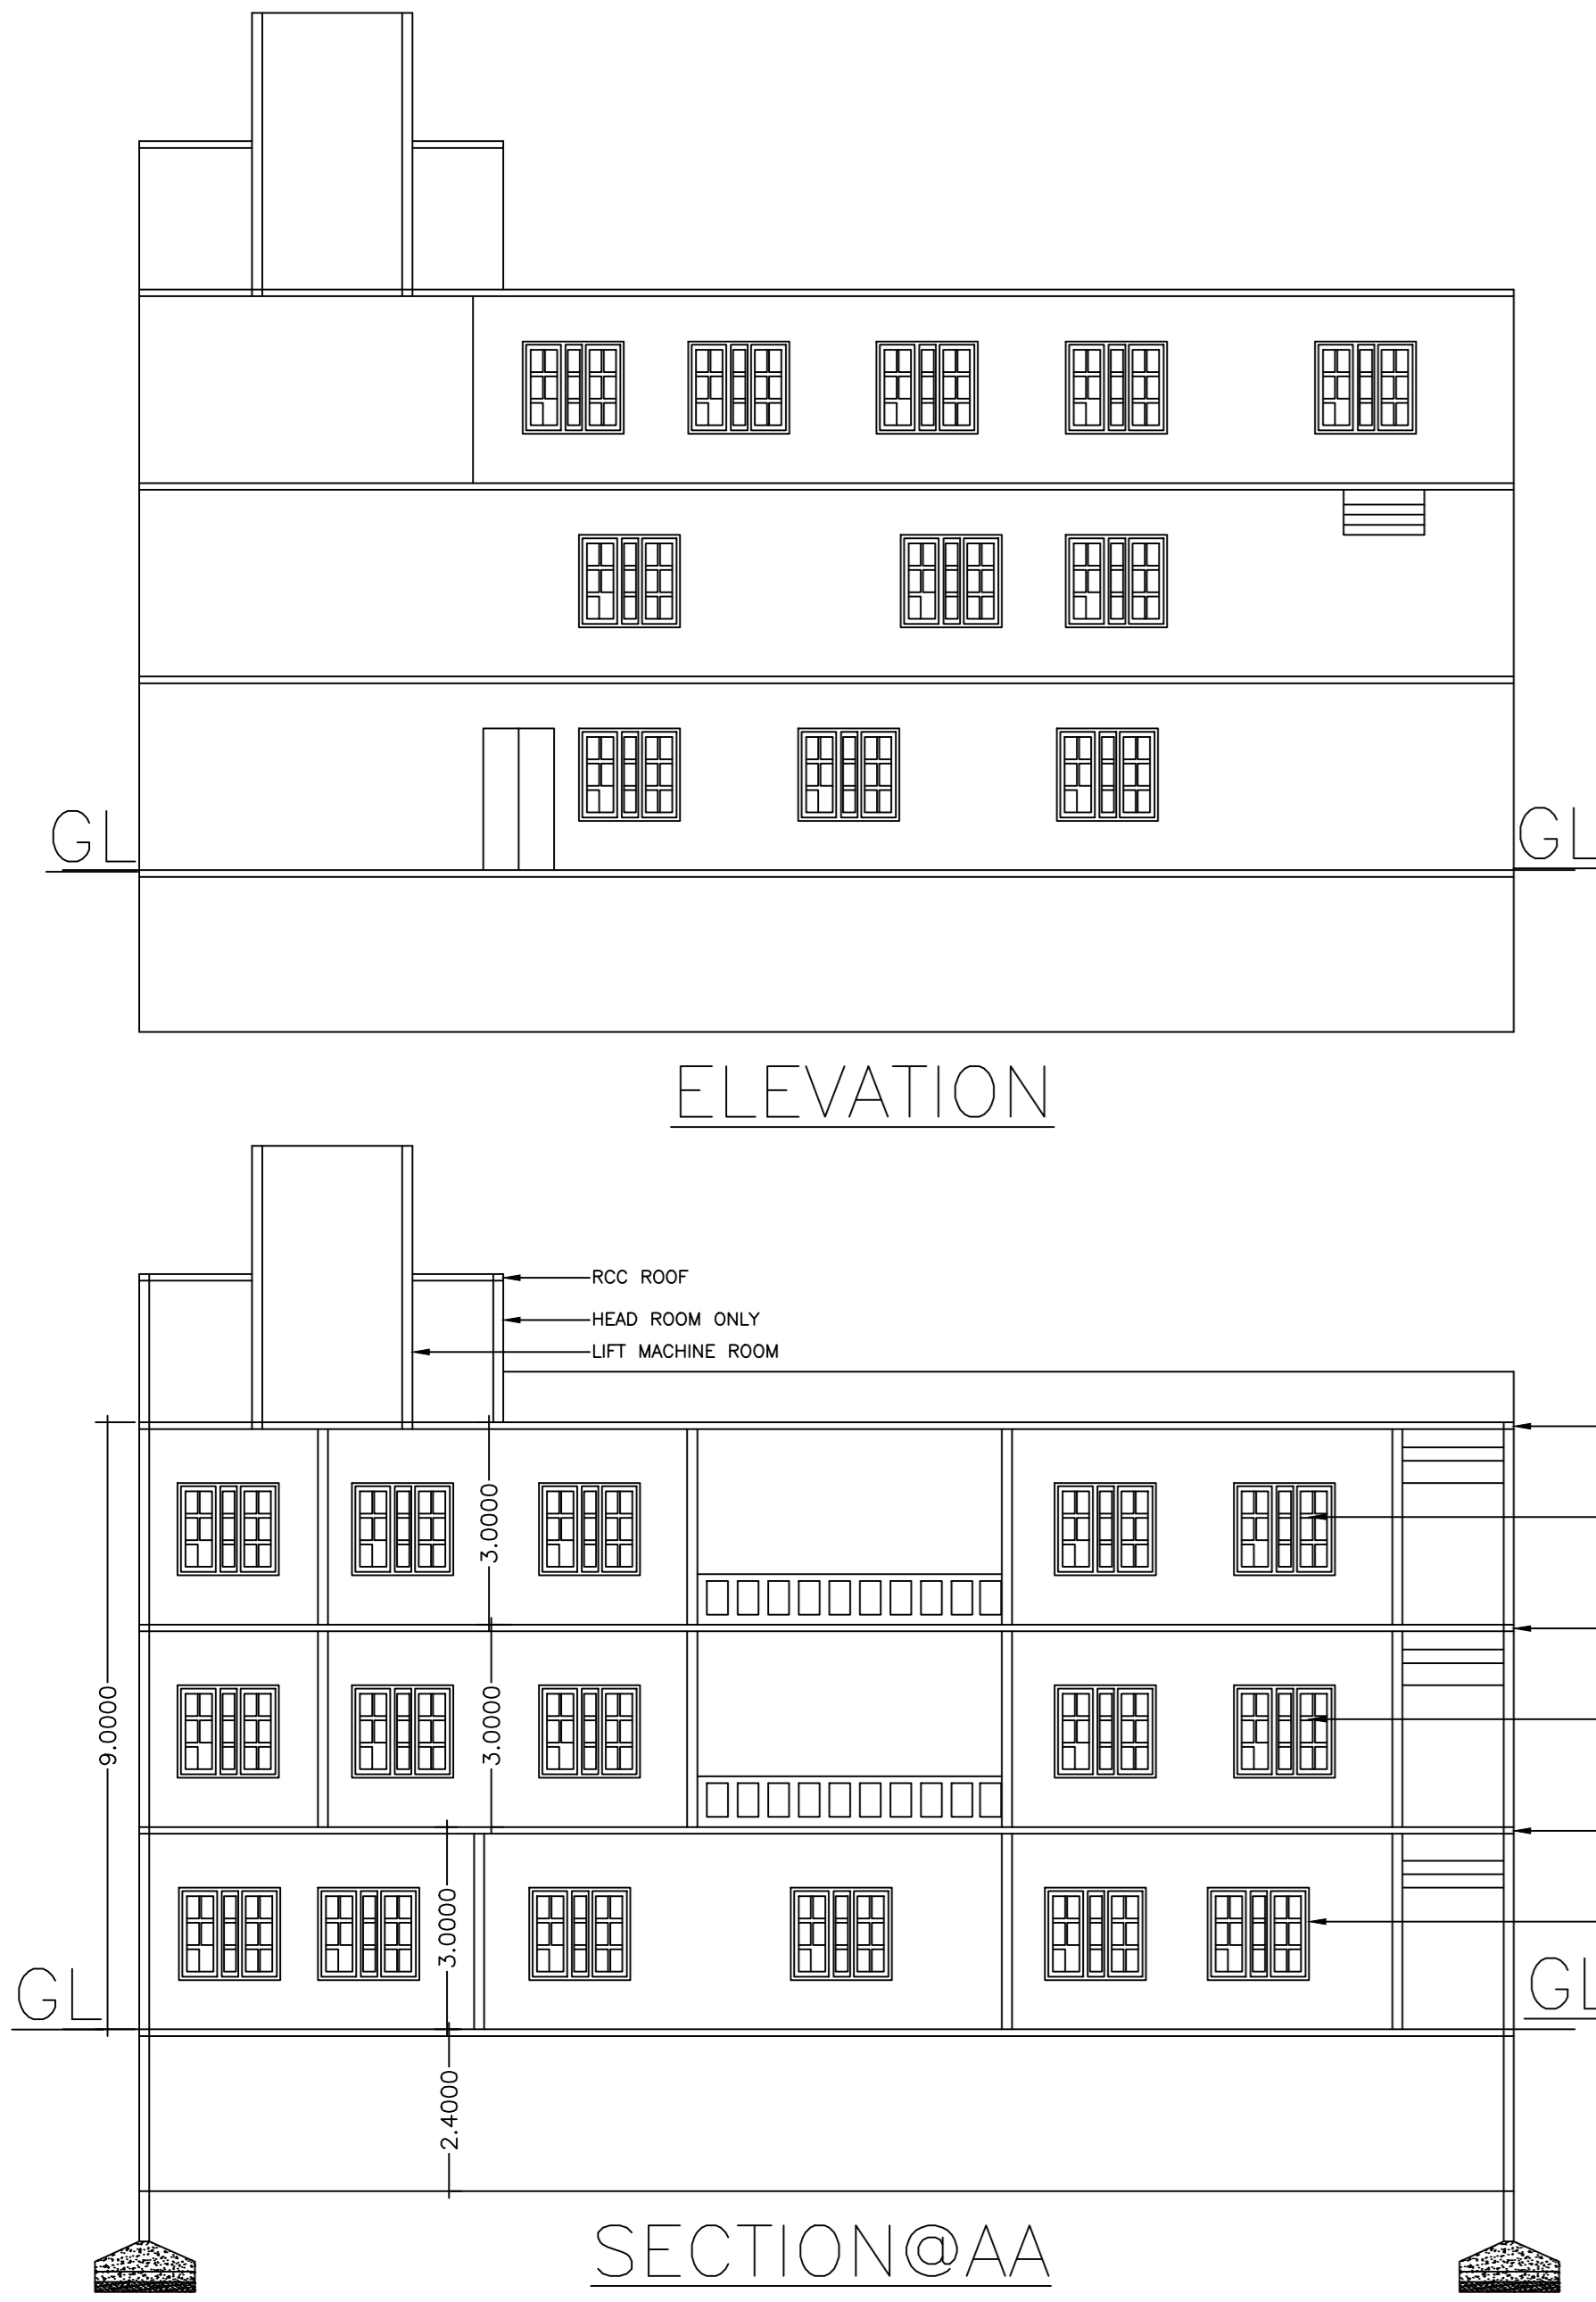 GL
GL
ELEVATION
RCC ROOF
HEAD ROOM ONLY
LIFT MACHINE ROOM
3.0000
9.0000
3.0000
3.0000
GL
GL
2.4000
SECTION@AA